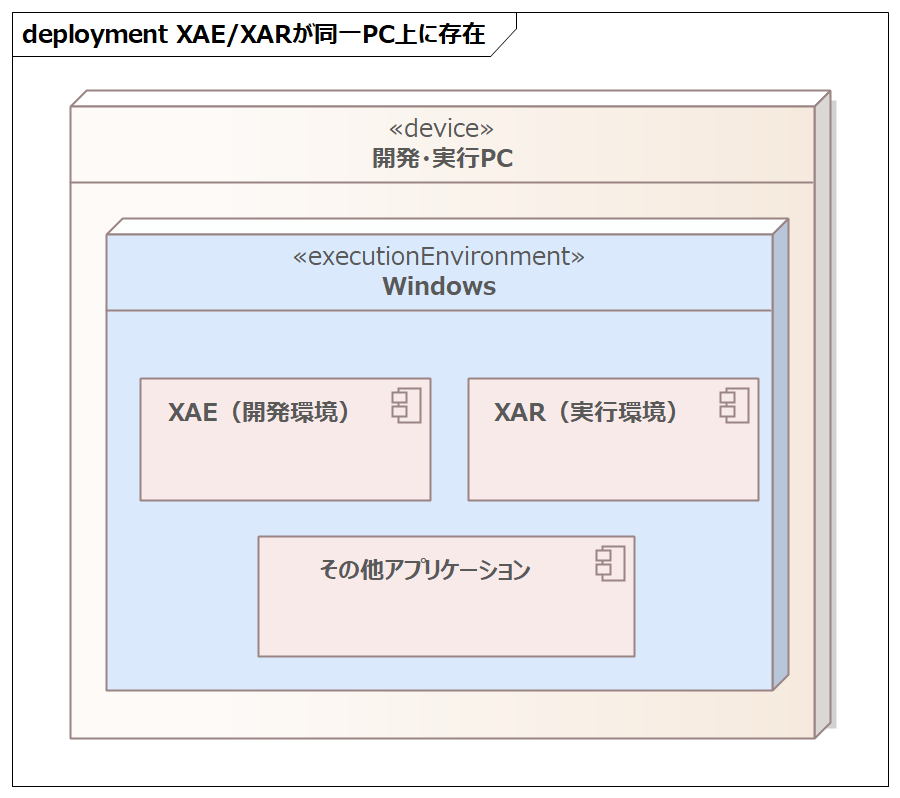 deployment XAE/XARが同一PC上に存在
«device»
開発・実行PC
«executionEnvironment»
Windows
XAE（開発環境）
XAR（実行環境）
その他アプリケーション